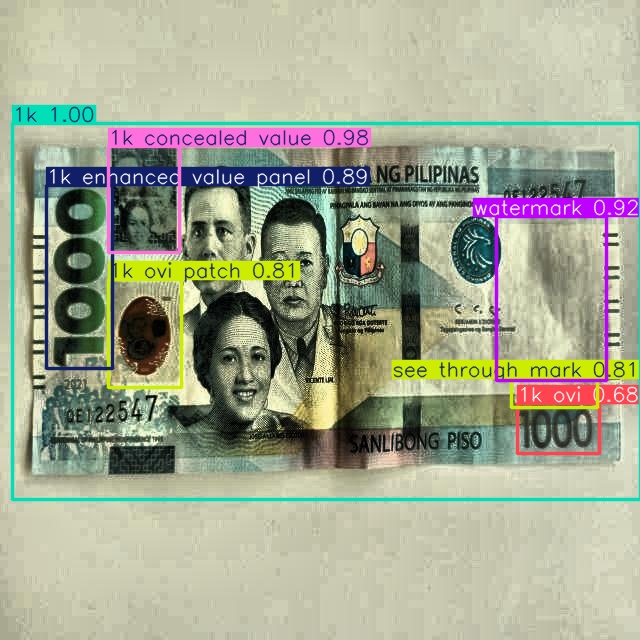 1k 1.00
1k concealed value 0.98
1k enhanced value panel 0.89
NG PILIPINAS
QE122547
watermark 0.92
1k ovi patch 0.81
1000
see through mark 0.81
1k ovi 0.68
2021
QE122547
1000
SANLIBONG PISO